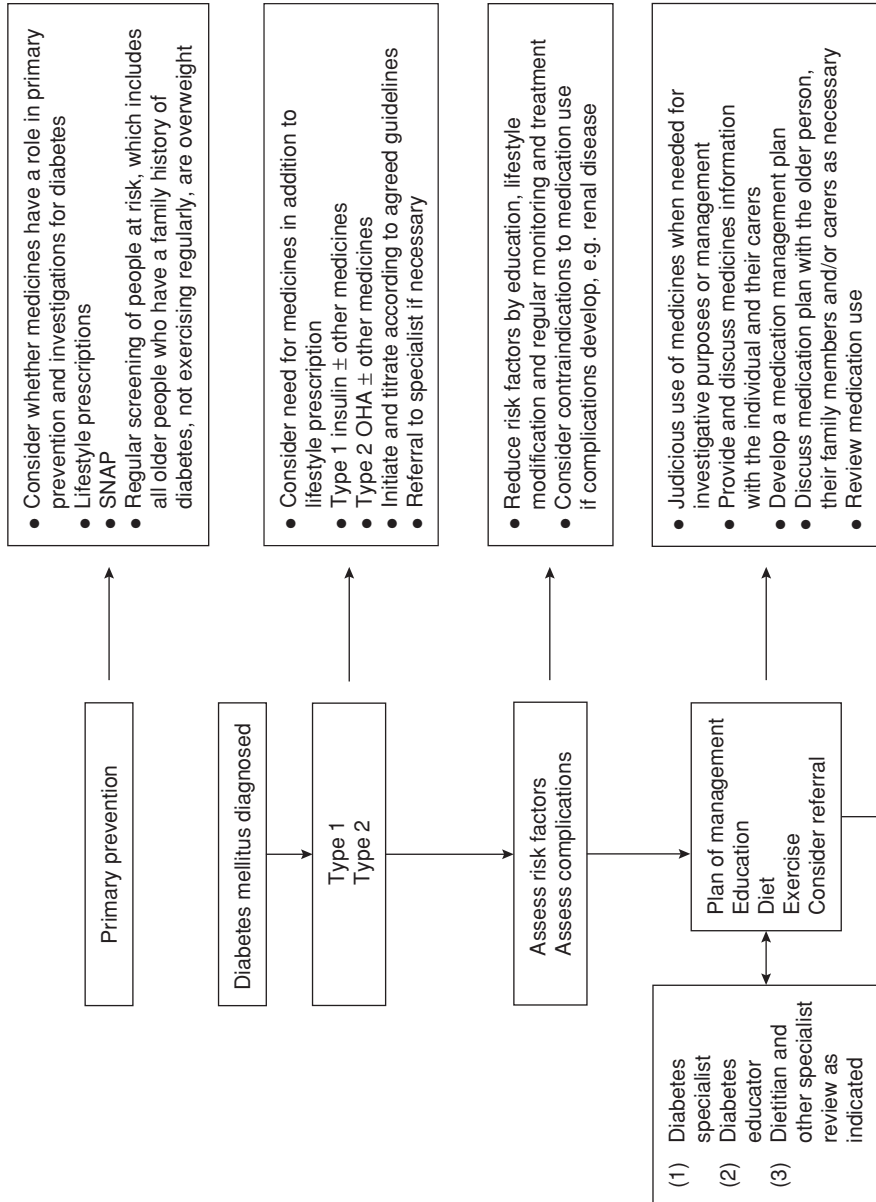 Primary prevention
● Consider whether medicines have a role in primary
prevention and investigations for diabetes
● Lifestyle prescriptions
● SNAP
● Regular screening of people at risk, which includes
all older people who have a family history of
diabetes, not exercising regularly, are overweight
Diabetes mellitus diagnosed
Type 1
Type 2
● Consider need for medicines in addition to
lifestyle prescription
● Type 1 insulin ± other medicines
● Type 2 OHA ± other medicines
● Initiate and titrate according to agreed guidelines
● Referral to specialist if necessary
Assess risk factors
Assess complications
● Reduce risk factors by education, lifestyle
modification and regular monitoring and treatment
● Consider contraindications to medication use
if complications develop, e.g. renal disease
(1) Diabetes
specialist
(2) Diabetes
educator
(3) Dietitian and
other specialist
review as
indicated
Plan of management
Education
Diet
Exercise
Consider referral
● Judicious use of medicines when needed for
investigative purposes or management
● Provide and discuss medicines information
with the individual and their carers
● Develop a medication management plan
● Discuss medication plan with the older person,
their family members and/or carers as necessary
● Review medication use